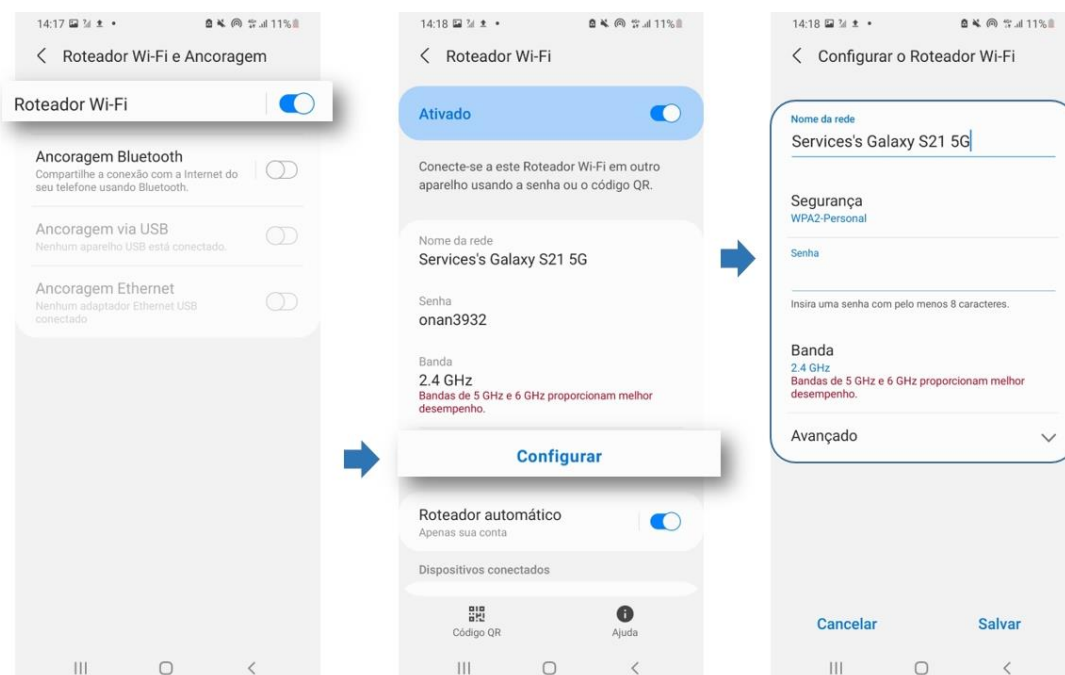 14:17
11%
Roteador Wi-Fi e Ancoragem
Roteador Wi-Fi
Ancoragem Bluetooth
Compartilhe a conexão com a Internet do
seu telefone usando Bluetooth.
Ancoragem via USB
Nenhum aparelho USB está conectado.
Ancoragem Ethernet
Nenhum adaptador Ethernet USB
conectado
14:18
11%
Roteador Wi-Fi
Ativado
Conecte-se a este Roteador Wi-Fi em outro
aparelho usando a senha ou o código QR.
Nome da rede
Services's Galaxy S21 5G
Senha
onan3932
Banda
2.4 GHz
Bandas de 5 GHz e 6 GHz proporcionam melhor
desempenho.
Configurar
Roteador automático
Apenas sua conta
Dispositivos conectados
Código QR
Ajuda
14:18
11%
Configurar o Roteador Wi-Fi
Nome da rede
Services's Galaxy S21 5G
Segurança
WPA2-Personal
Senha
Insira uma senha com pelo menos 8 caracteres.
Banda
2.4 GHz
Bandas de 5 GHz e 6 GHz proporcionam melhor
desempenho.
Avançado
Cancelar
Salvar